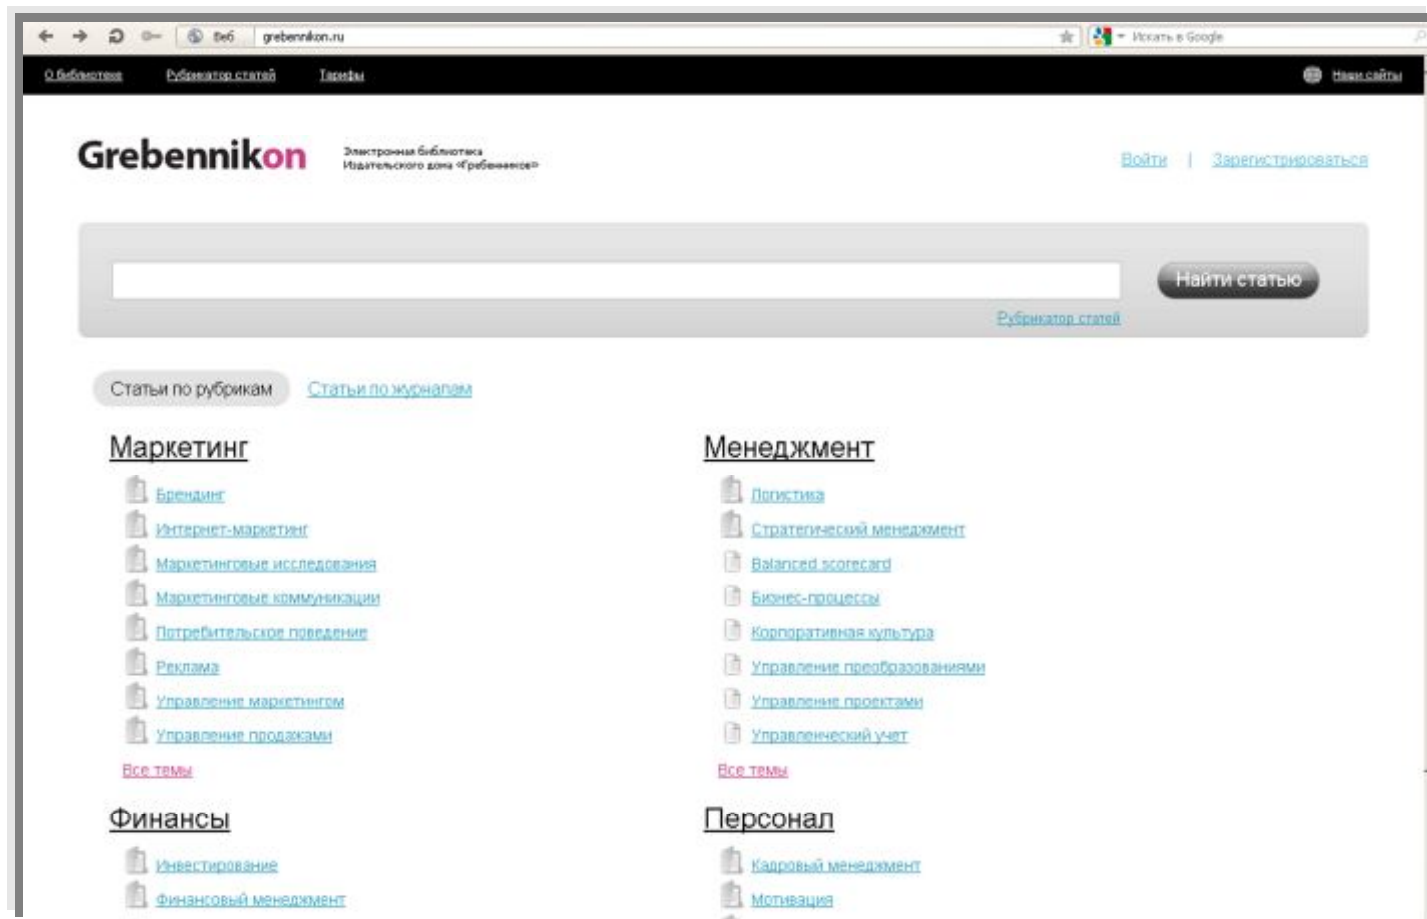 Веб grebennikon.ru Искать в Google
О библиотеке Рубрикатор статей Тарифы Наши сайты
Grebennikon
Электронная библиотека
Издательского дома «Гребенников»
Войти | Зарегистрироваться
Найти статью
Рубрикатор статей
Статьи по рубрикам Статьи по журналам
Маркетинг
Брендинг
Интернет-маркетинг
Маркетинговые исследования
Маркетинговые коммуникации
Потребительское поведение
Реклама
Управление маркетингом
Управление продажами
Все темы
Менеджмент
Логистика
Стратегический менеджмент
Balanced scorecard
Бизнес-процессы
Корпоративная культура
Управление преобразованиями
Управление проектами
Управленческий учет
Все темы
Финансы
Инвестирование
Финансовый менеджмент
Персонал
Кадровый менеджмент
Мотивация